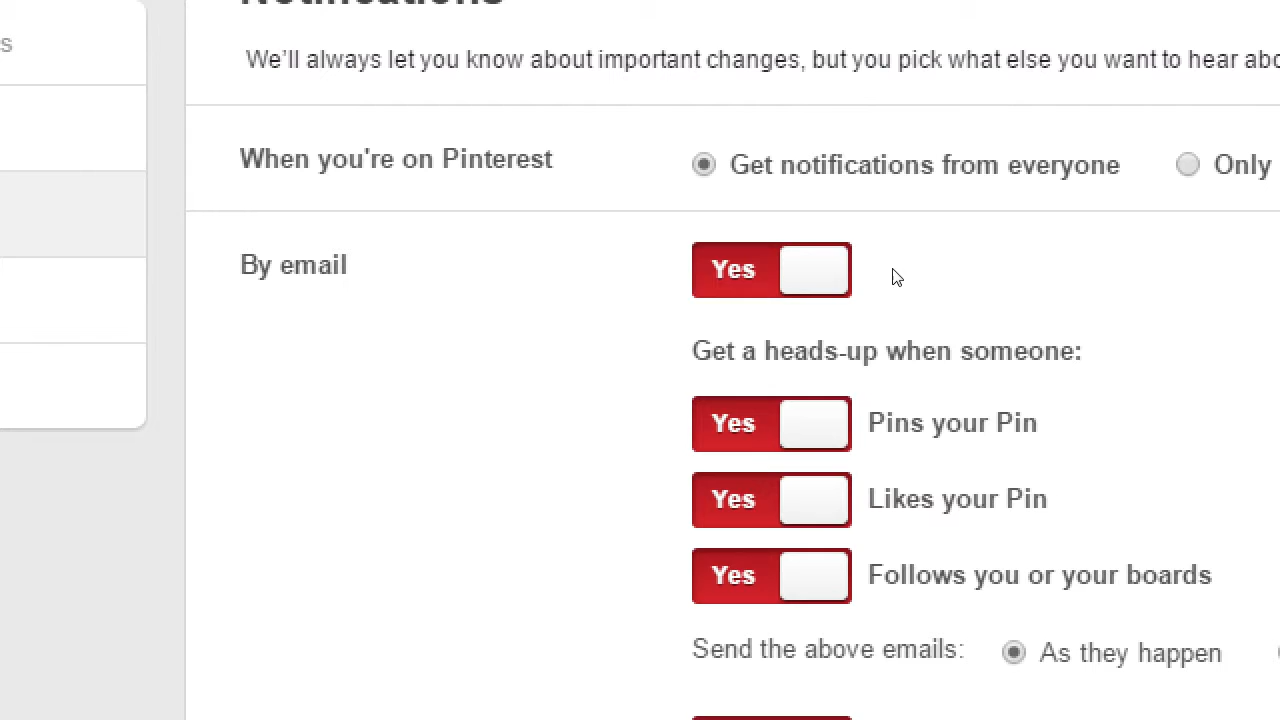 Notifications
s
We'll always let you know about important changes, but you pick what else you want to hear abo
When you're on Pinterest
Get notifications from everyone
Only
By email
Yes
Get a heads-up when someone:
Yes Pins your Pin
Yes Likes your Pin
Yes Follows you or your boards
Send the above emails: As they happen